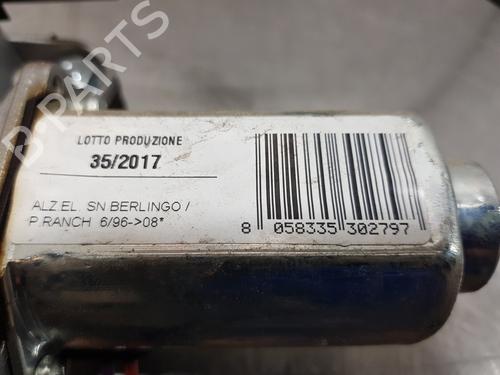 B-PARTS
LOTTO PRODUZIONE
35/2017
ALZ EL. SN BERLINGO /
P.RANCH 6/96->08*
8 058335 302797